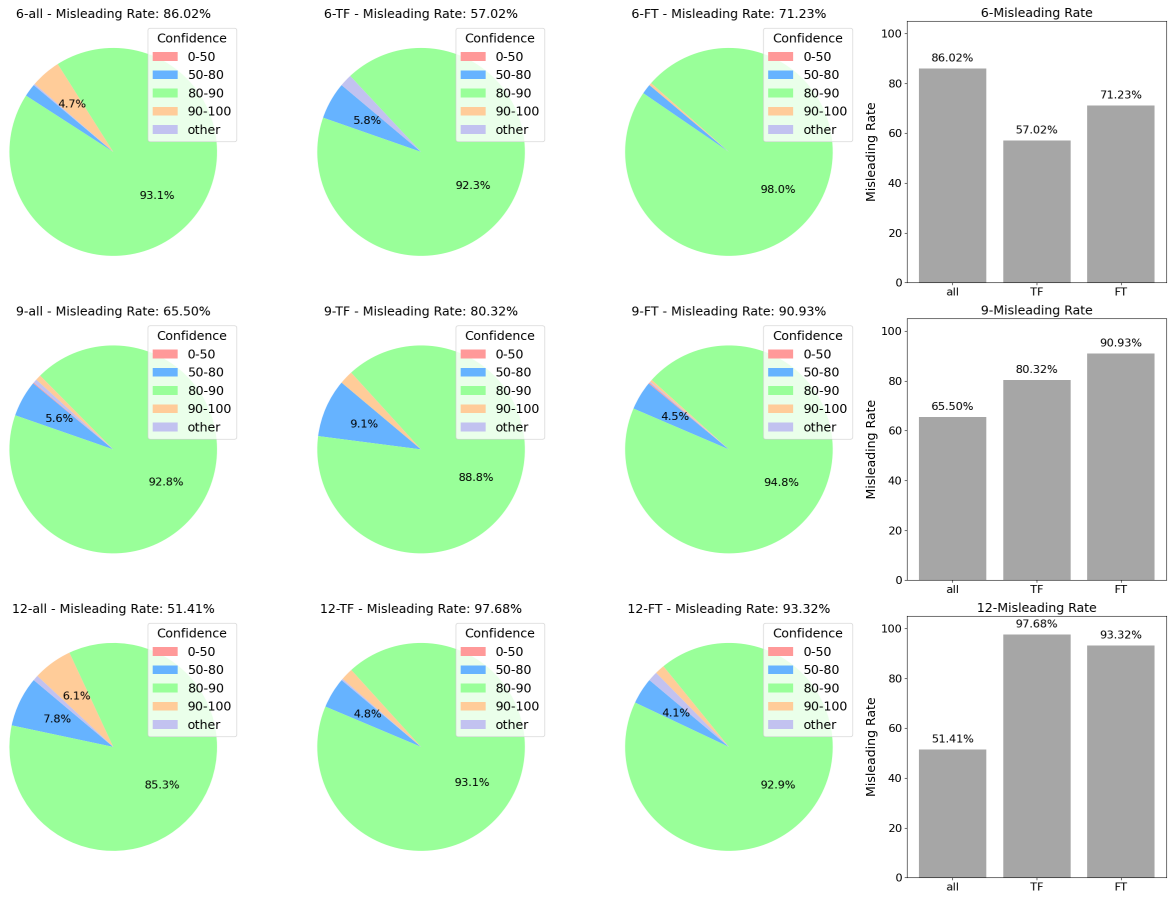 6-all - Misleading Rate: 86.02%
Confidence
0-50
50-80
80-90
90-100
other
4.7%
93.1%
6-TF - Misleading Rate: 57.02%
Confidence
0-50
50-80
80-90
90-100
other
5.8%
92.3%
6-FT - Misleading Rate: 71.23%
Confidence
0-50
50-80
80-90
90-100
other
98.0%
6-Misleading Rate
Misleading Rate
100
80
60
40
20
0
86.02%
57.02%
71.23%
all
TF
FT
9-all - Misleading Rate: 65.50%
Confidence
0-50
50-80
80-90
90-100
other
5.6%
92.8%
9-TF - Misleading Rate: 80.32%
Confidence
0-50
50-80
80-90
90-100
other
9.1%
88.8%
9-FT - Misleading Rate: 90.93%
Confidence
0-50
50-80
80-90
90-100
other
4.5%
94.8%
9-Misleading Rate
Misleading Rate
100
80
60
40
20
0
65.50%
80.32%
90.93%
all
TF
FT
12-all - Misleading Rate: 51.41%
Confidence
0-50
50-80
80-90
90-100
other
6.1%
7.8%
85.3%
12-TF - Misleading Rate: 97.68%
Confidence
0-50
50-80
80-90
90-100
other
4.8%
93.1%
12-FT - Misleading Rate: 93.32%
Confidence
0-50
50-80
80-90
90-100
other
4.1%
92.9%
12-Misleading Rate
Misleading Rate
100
80
60
40
20
0
51.41%
97.68%
93.32%
all
TF
FT